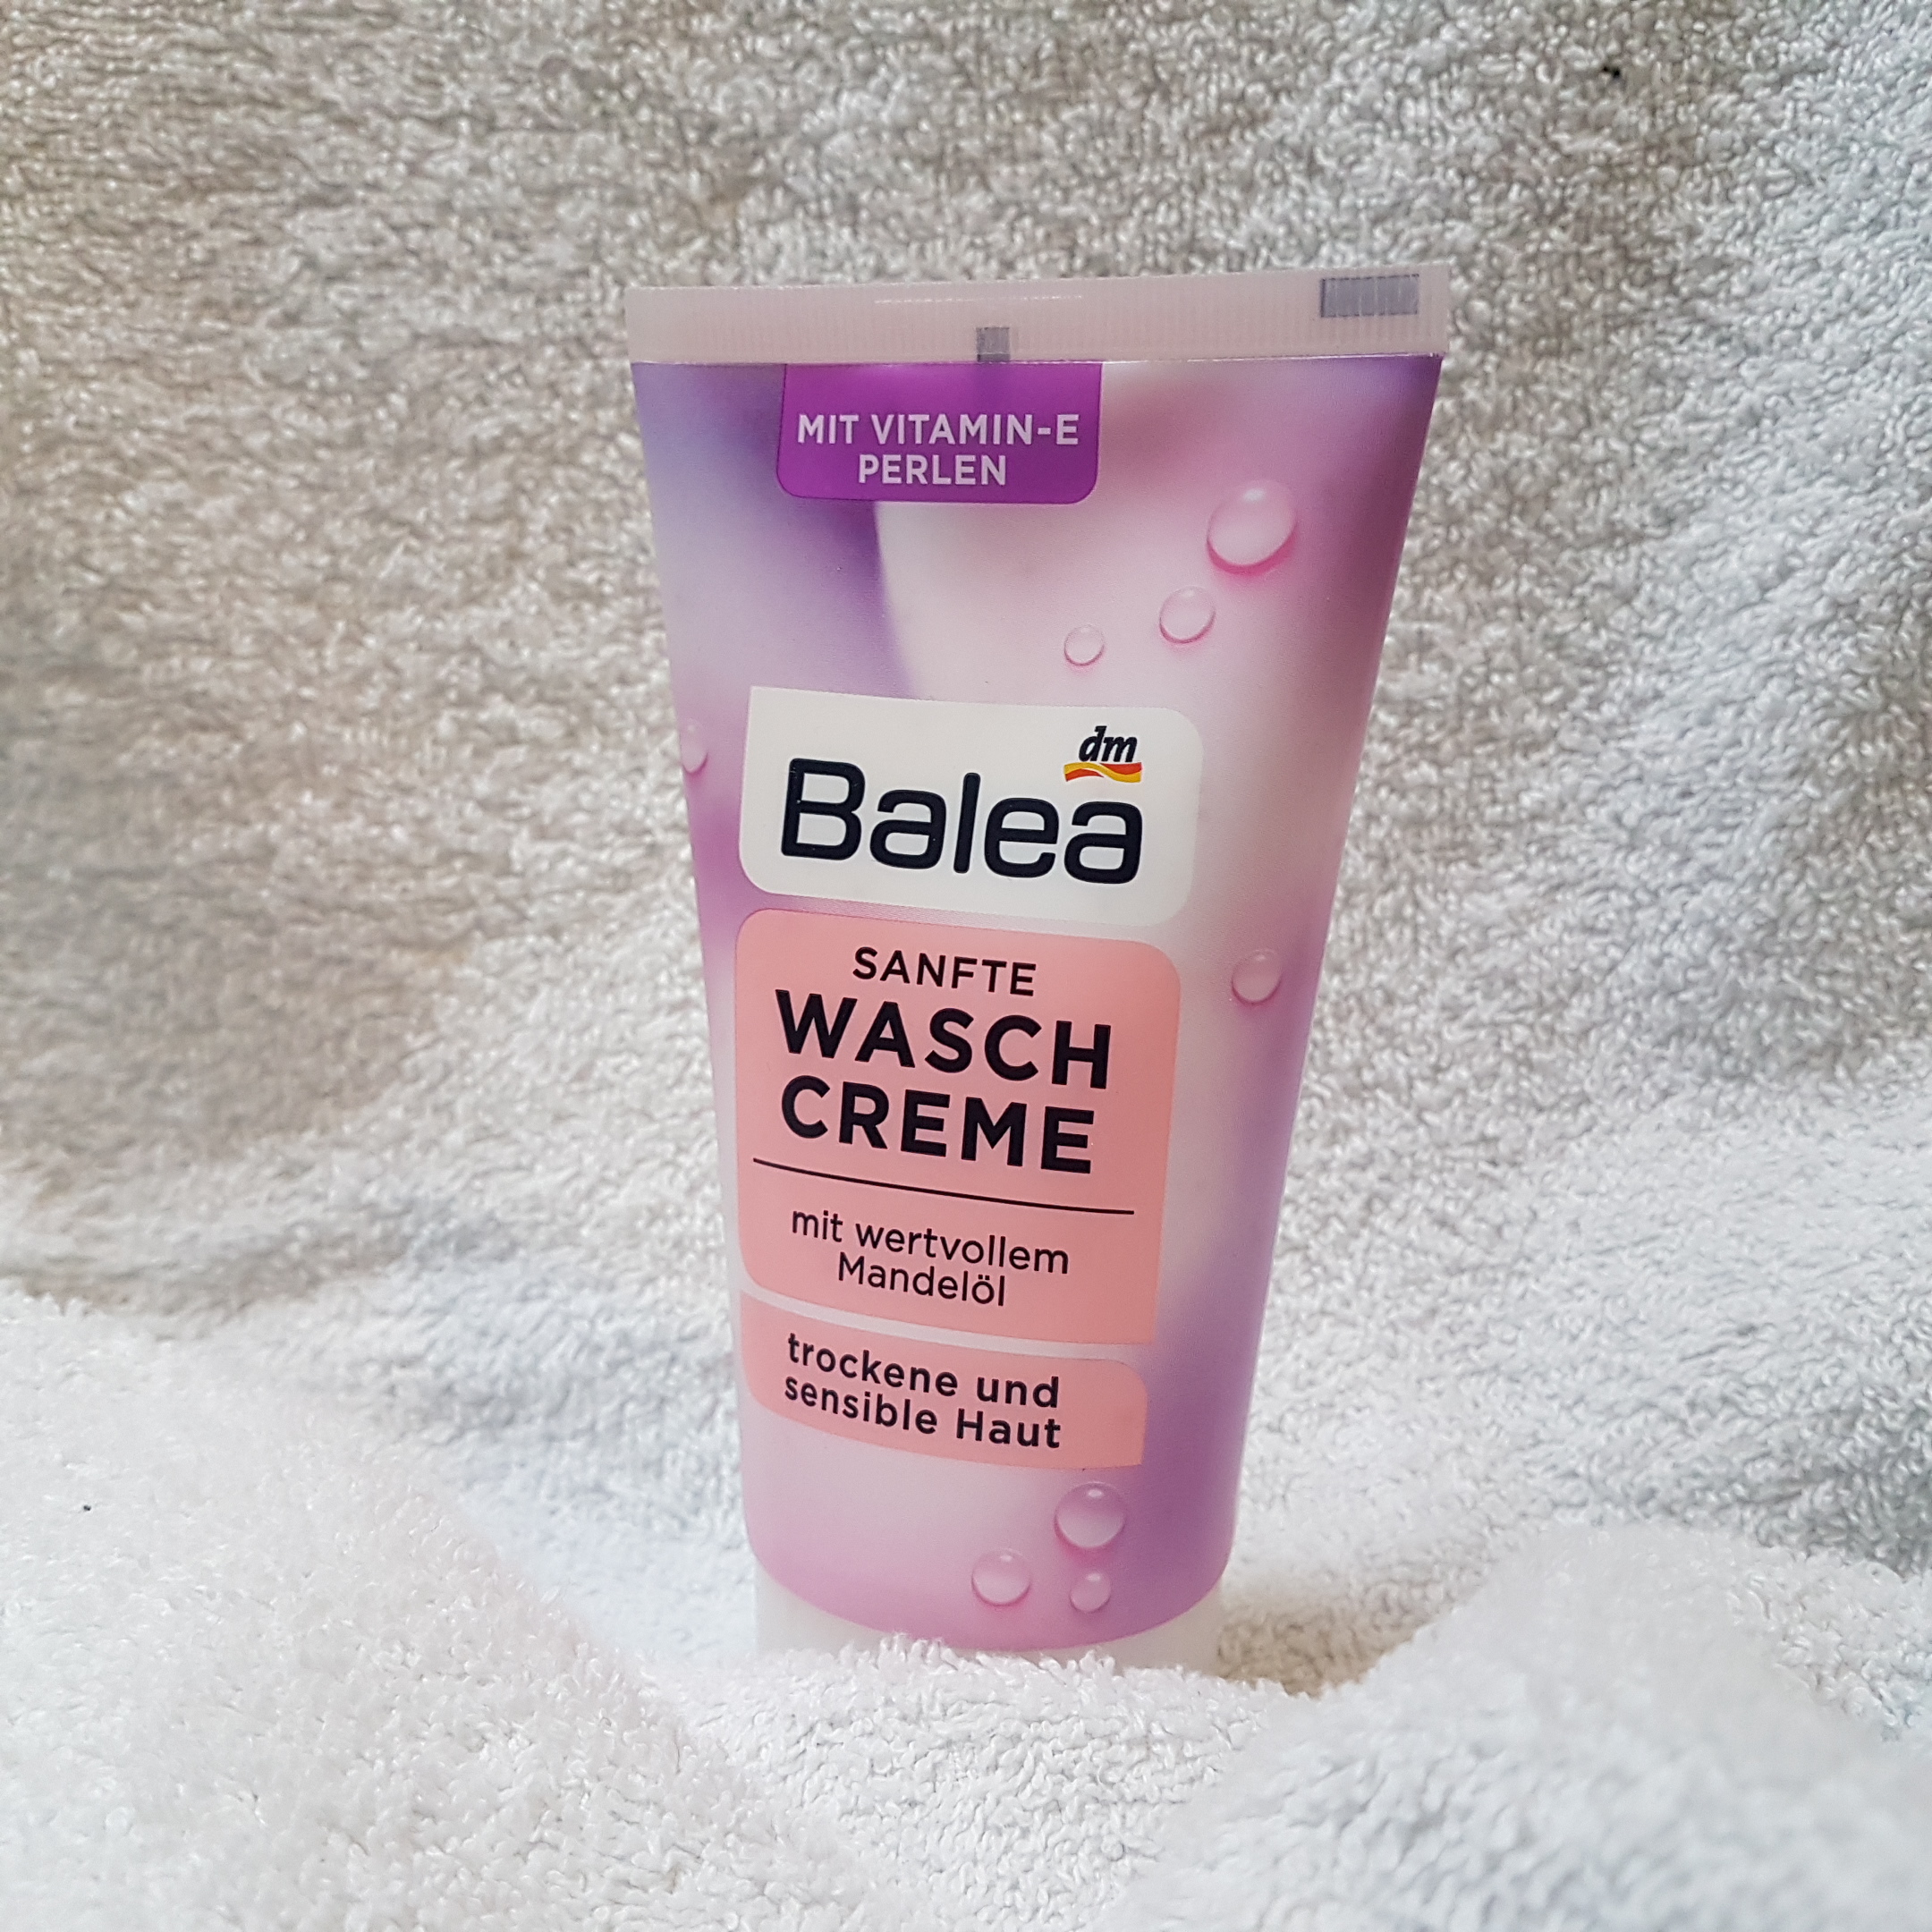 MIT VITAMIN-E
PERLEN
dm
Balea
SANFTE
WASCH
CREME
mit wertvollem
Mandelöl
trockene und
sensible Haut